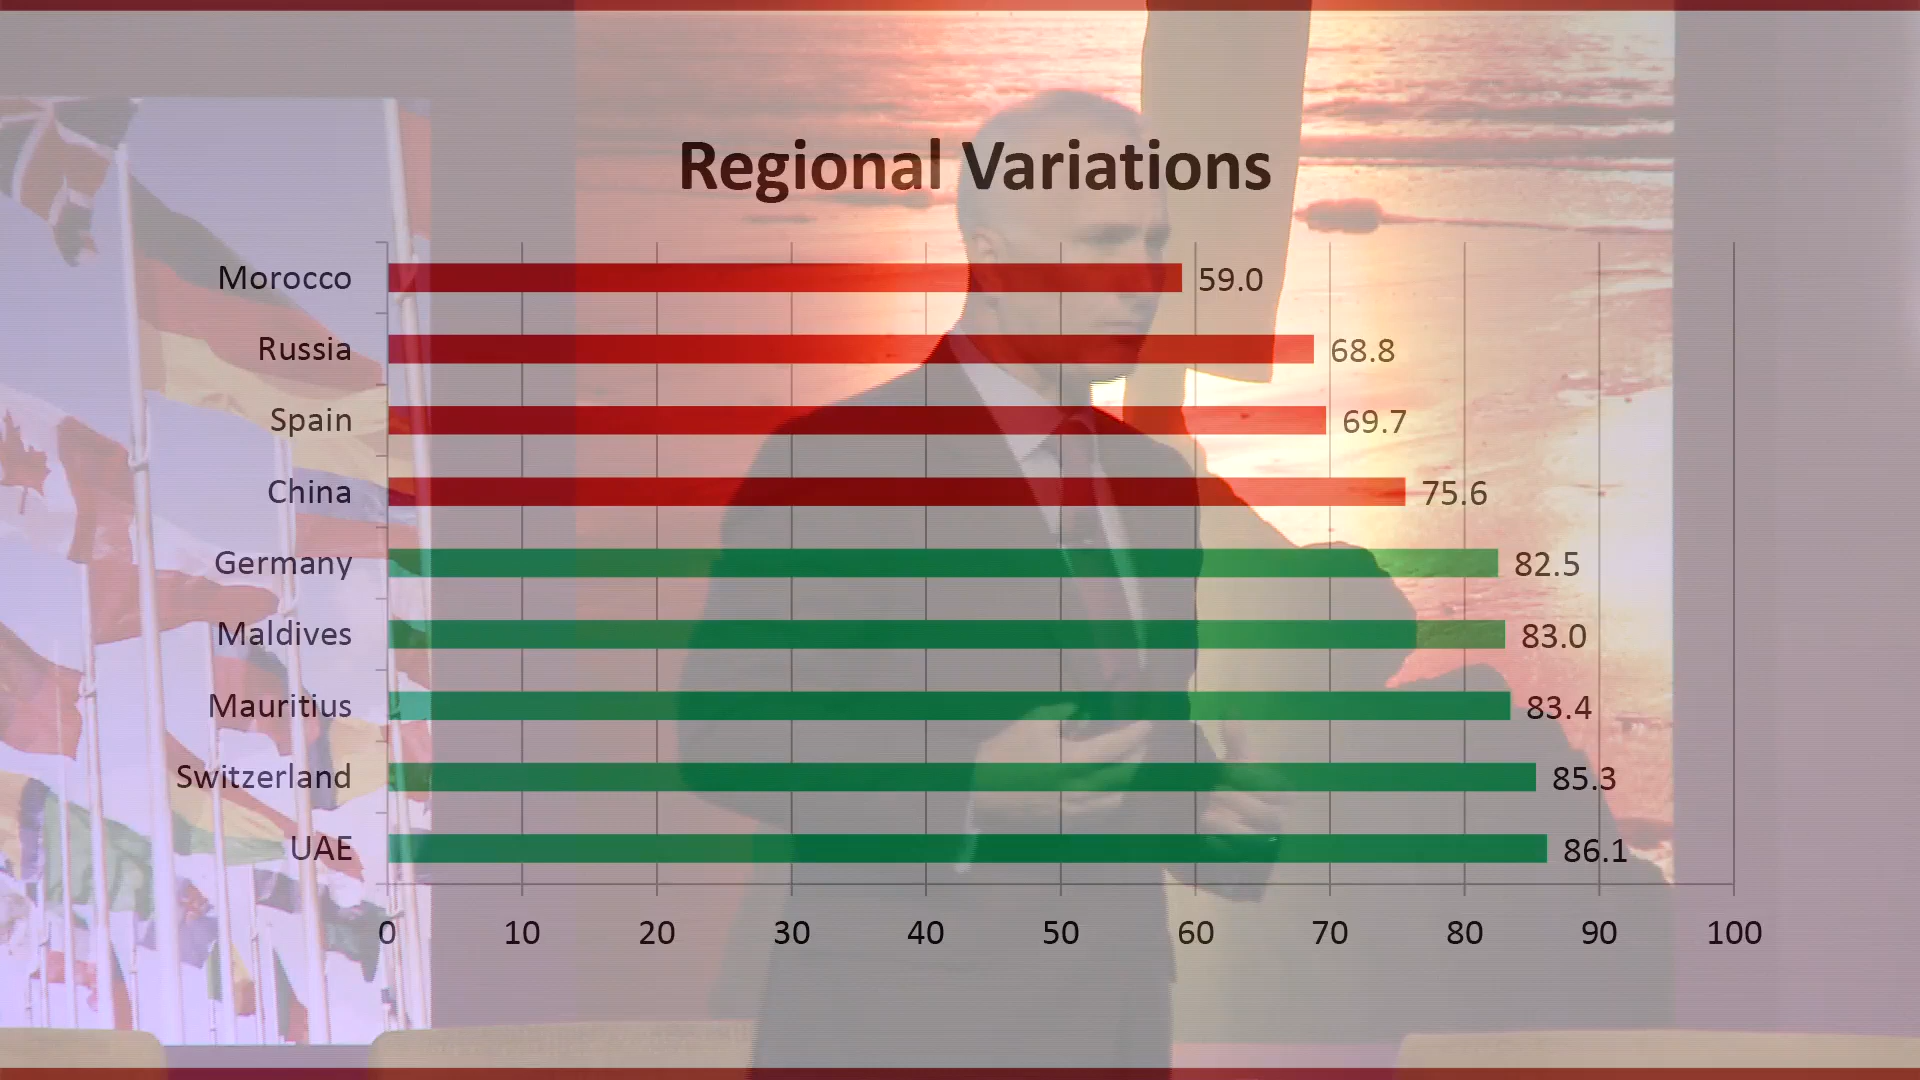 Regional Variations
Morocco 59.0
Russia 68.8
Spain 69.7
China 75.6
Germany 82.5
Maldives 83.0
Mauritius 83.4
Switzerland 85.3
UAE 86.1
0 10 20 30 40 50 60 70 80 90 100